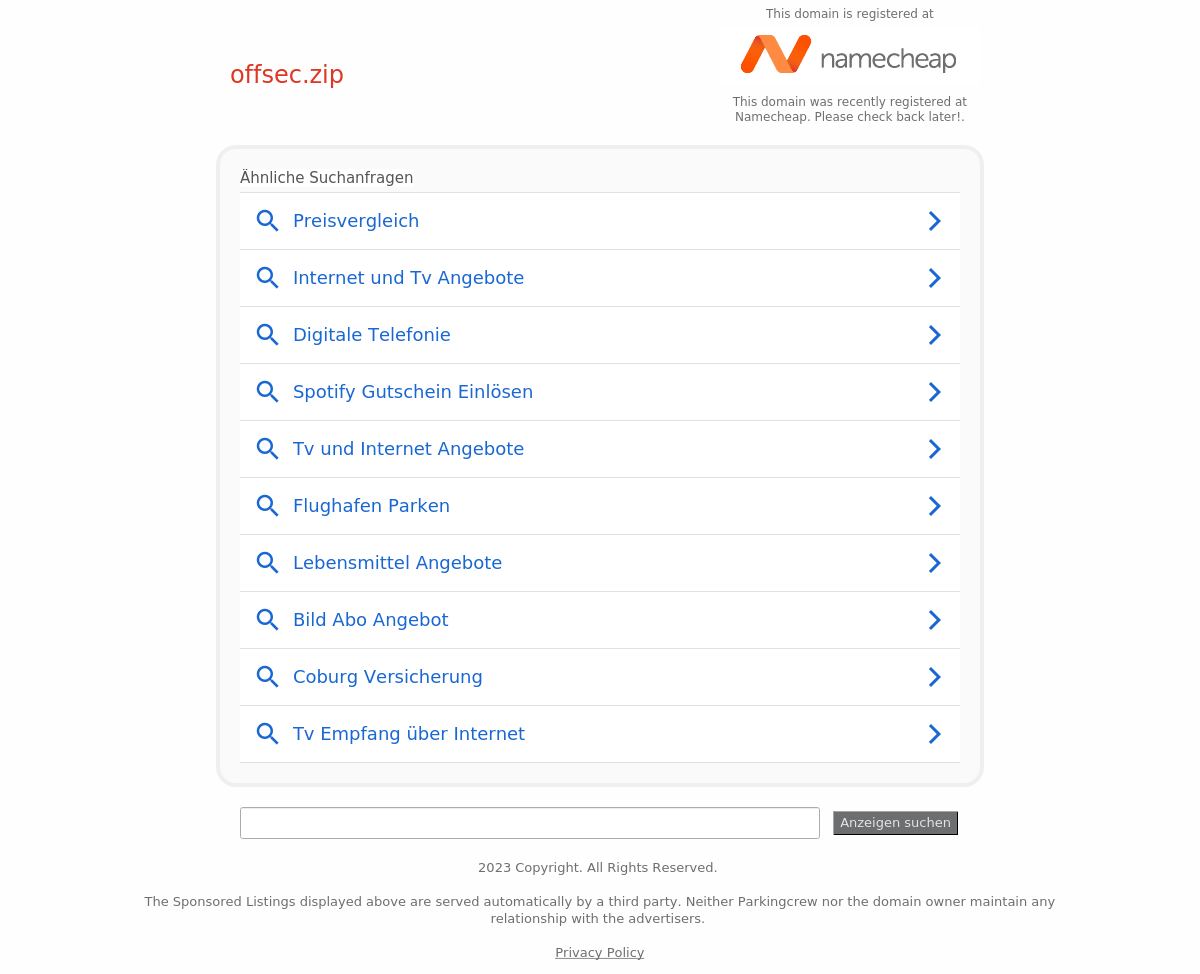 This domain is registered at
namecheap
offsec.zip
This domain was recently registered at
Namecheap. Please check back later!.
Ähnliche Suchanfragen
Preisvergleich
Internet und Tv Angebote
Digitale Telefonie
Spotify Gutschein Einlösen
Tv und Internet Angebote
Flughafen Parken
Lebensmittel Angebote
Bild Abo Angebot
Coburg Versicherung
Tv Empfang über Internet
Anzeigen suchen
2023 Copyright. All Rights Reserved.
The Sponsored Listings displayed above are served automatically by a third party. Neither Parkingcrew nor the domain owner maintain any
relationship with the advertisers.
Privacy Policy